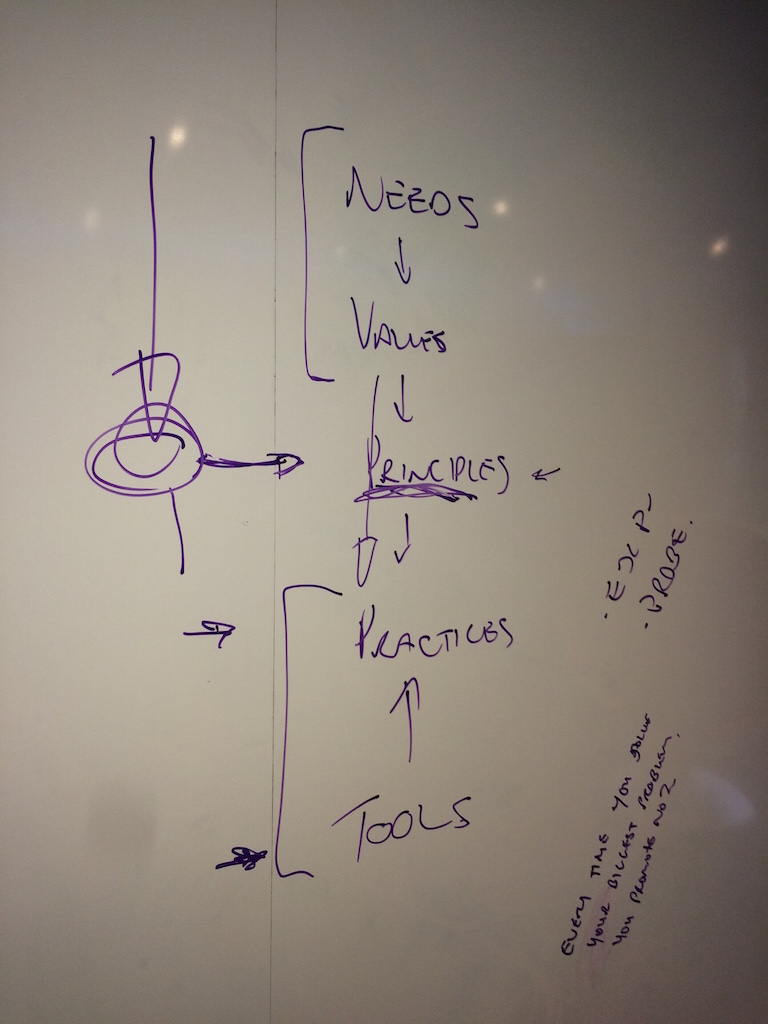 NEEDS
VALUES
PRINCIPLES
PRACTICES
TOOLS
· EXP
· PROBE.
EVERY TIME YOU SOLVE
YOUR BIGGEST PROBLEM,
YOU PROMOTE NO 2